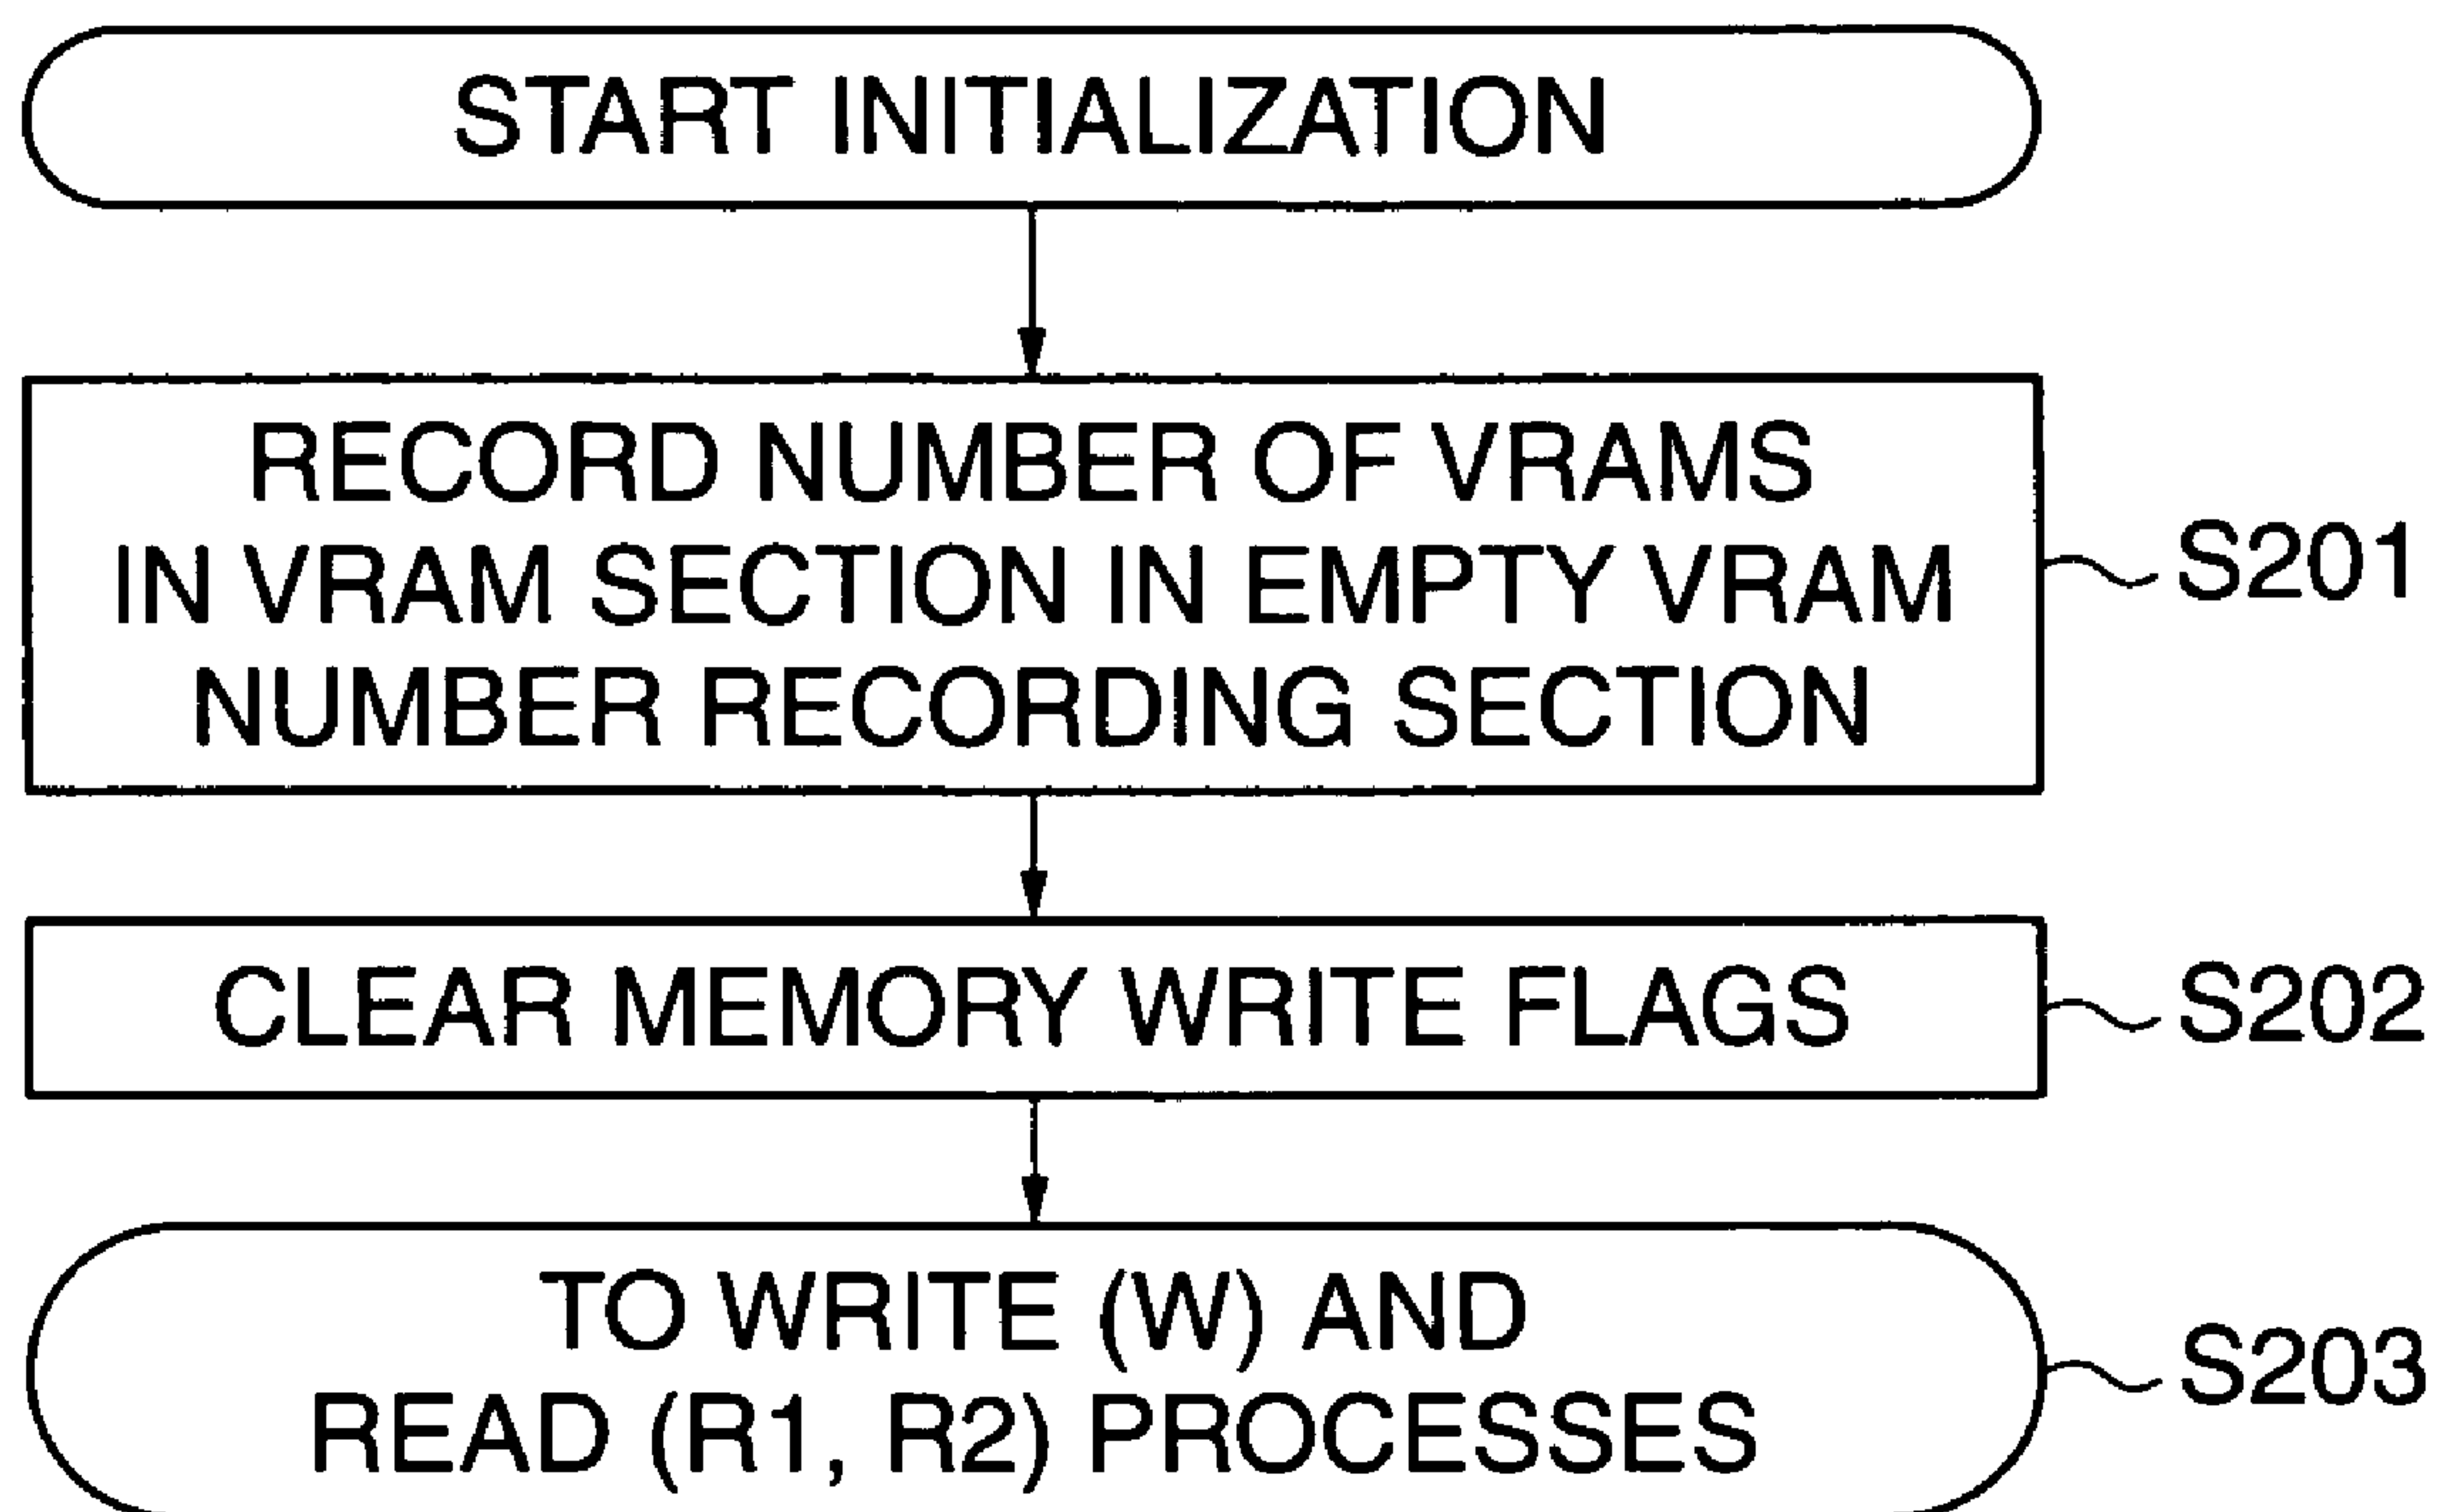 START INITIALIZATION
RECORD NUMBER OF VRAMS
IN VRAM SECTION IN EMPTY VRAM
NUMBER RECORDING SECTION
S201
CLEAR MEMORY WRITE FLAGS
S202
TO WRITE (W) AND
READ (R1, R2) PROCESSES
S203